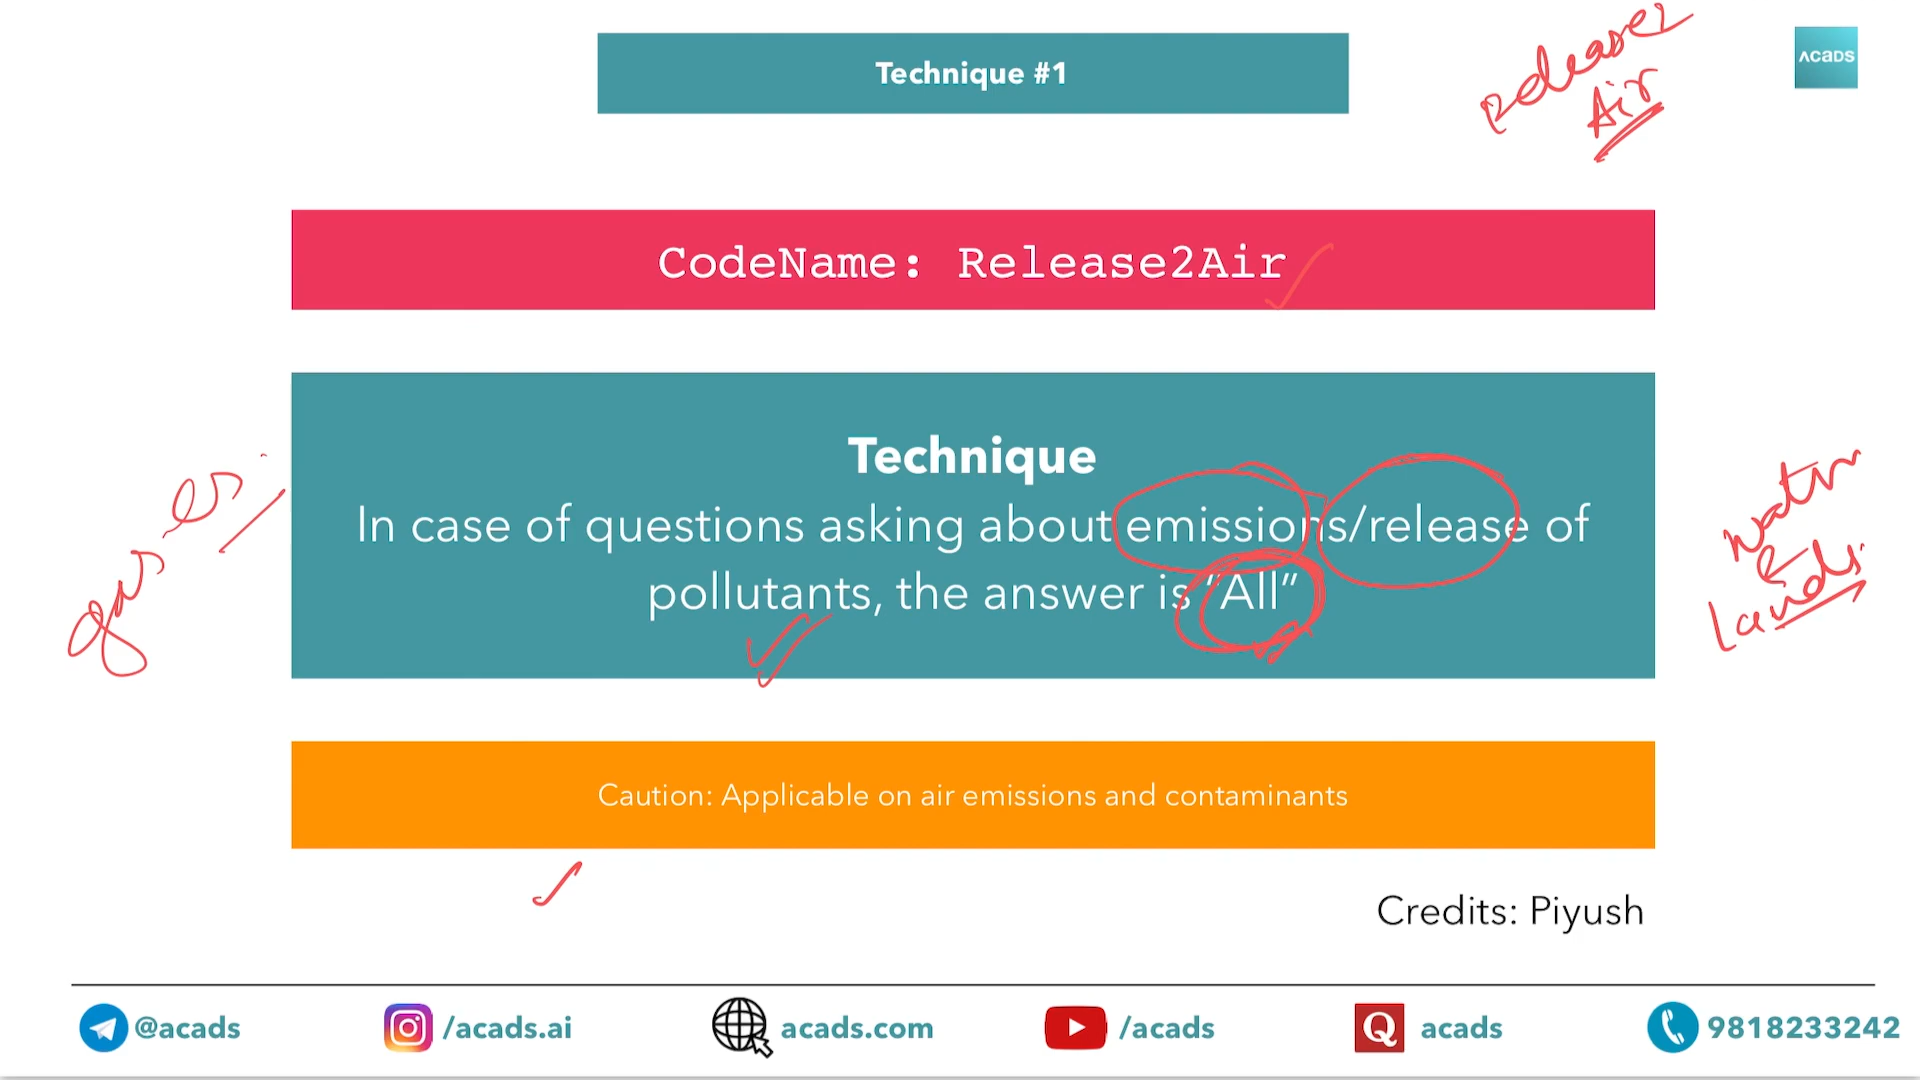 Technique #1
Release2
Air
ACADS
CodeName: Release2Air
gases
Technique
In case of questions asking about emissions/release of
pollutants, the answer is “All”
water
&
Lands
Caution: Applicable on air emissions and contaminants
Credits: Piyush
@acads
/acads.ai
acads.com
/acads
acads
9818233242